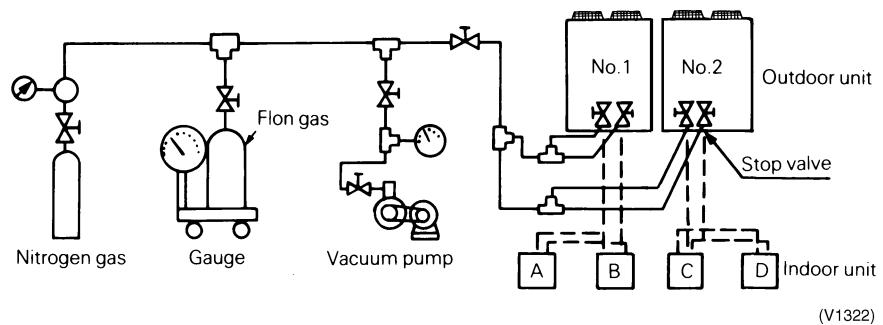 No.1
No.2
Outdoor unit
Flon gas
Stop valve
Nitrogen gas
Gauge
Vacuum pump
A
B
C
D
Indoor unit
(V1322)